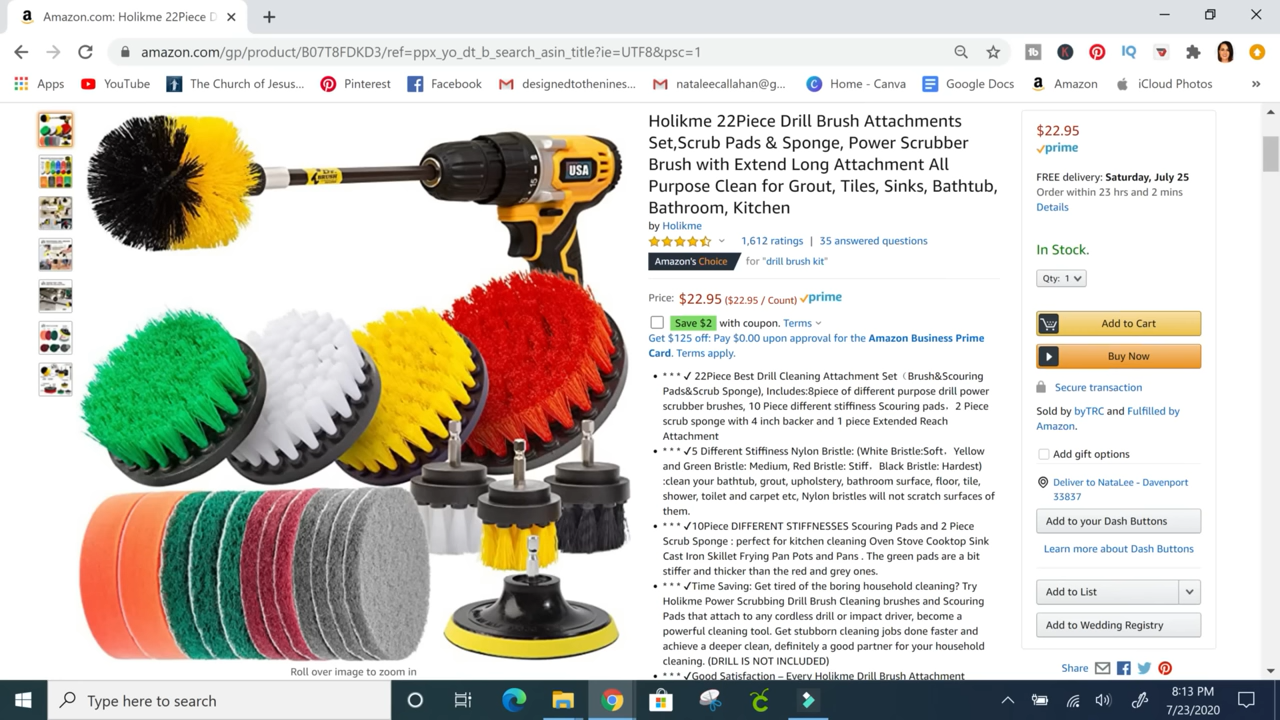 Amazon.com: Holikme 22Piece D
amazon.com/gp/product/B07T8FDKD3/ref=ppx_yo_dt_b_search_asin_title?ie=UTF8&psc=1
Apps YouTube The Church of Jesus... Pinterest Facebook designedtothenines... nataleecallahan@g... Home - Canva Google Docs Amazon iCloud Photos »
USA
Roll over image to zoom in
Holikme 22Piece Drill Brush Attachments
Set,Scrub Pads & Sponge, Power Scrubber
Brush with Extend Long Attachment All
Purpose Clean for Grout, Tiles, Sinks, Bathtub,
Bathroom, Kitchen
by Holikme
1,612 ratings | 35 answered questions
Amazon's Choice for "drill brush kit"
Price: $22.95 ($22.95 / Count) prime
Save $2 with coupon. Terms
Get $125 off: Pay $0.00 upon approval for the Amazon Business Prime
Card. Terms apply.
• * * * ✓ 22Piece Best Drill Cleaning Attachment Set（Brush&Scouring
Pads&Scrub Sponge), Includes:8piece of different purpose drill power
scrubber brushes, 10 Piece different stiffness Scouring pads，2 Piece
scrub sponge with 4 inch backer and 1 piece Extended Reach
Attachment
• * * * ✓5 Different Stiffness Nylon Bristle: (White Bristle:Soft、Yellow
and Green Bristle: Medium, Red Bristle: Stiff、Black Bristle: Hardest)
:clean your bathtub, grout, upholstery, bathroom surface, floor, tile,
shower, toilet and carpet etc, Nylon bristles will not scratch surfaces of
them.
• * * * ✓10Piece DIFFERENT STIFFNESSES Scouring Pads and 2 Piece
Scrub Sponge : perfect for kitchen cleaning Oven Stove Cooktop Sink
Cast Iron Skillet Frying Pan Pots and Pans . The green pads are a bit
stiffer and thicker than the red and grey ones.
• * * * ✓Time Saving: Get tired of the boring household cleaning? Try
Holikme Power Scrubbing Drill Brush Cleaning brushes and Scouring
Pads that attach to any cordless drill or impact driver, become a
powerful cleaning tool. Get stubborn cleaning jobs done faster and
achieve a deeper clean, definitely a good partner for your household
cleaning. (DRILL IS NOT INCLUDED)
• * * * ✓Good Satisfaction – Every Holikme Drill Brush Attachment
$22.95
prime
FREE delivery: Saturday, July 25
Order within 23 hrs and 2 mins
Details
In Stock.
Qty: 1
Add to Cart
Buy Now
Secure transaction
Sold by byTRC and Fulfilled by
Amazon.
Add gift options
Deliver to NataLee - Davenport
33837
Add to your Dash Buttons
Learn more about Dash Buttons
Add to List
Add to Wedding Registry
Share
Type here to search
8:13 PM
7/23/2020